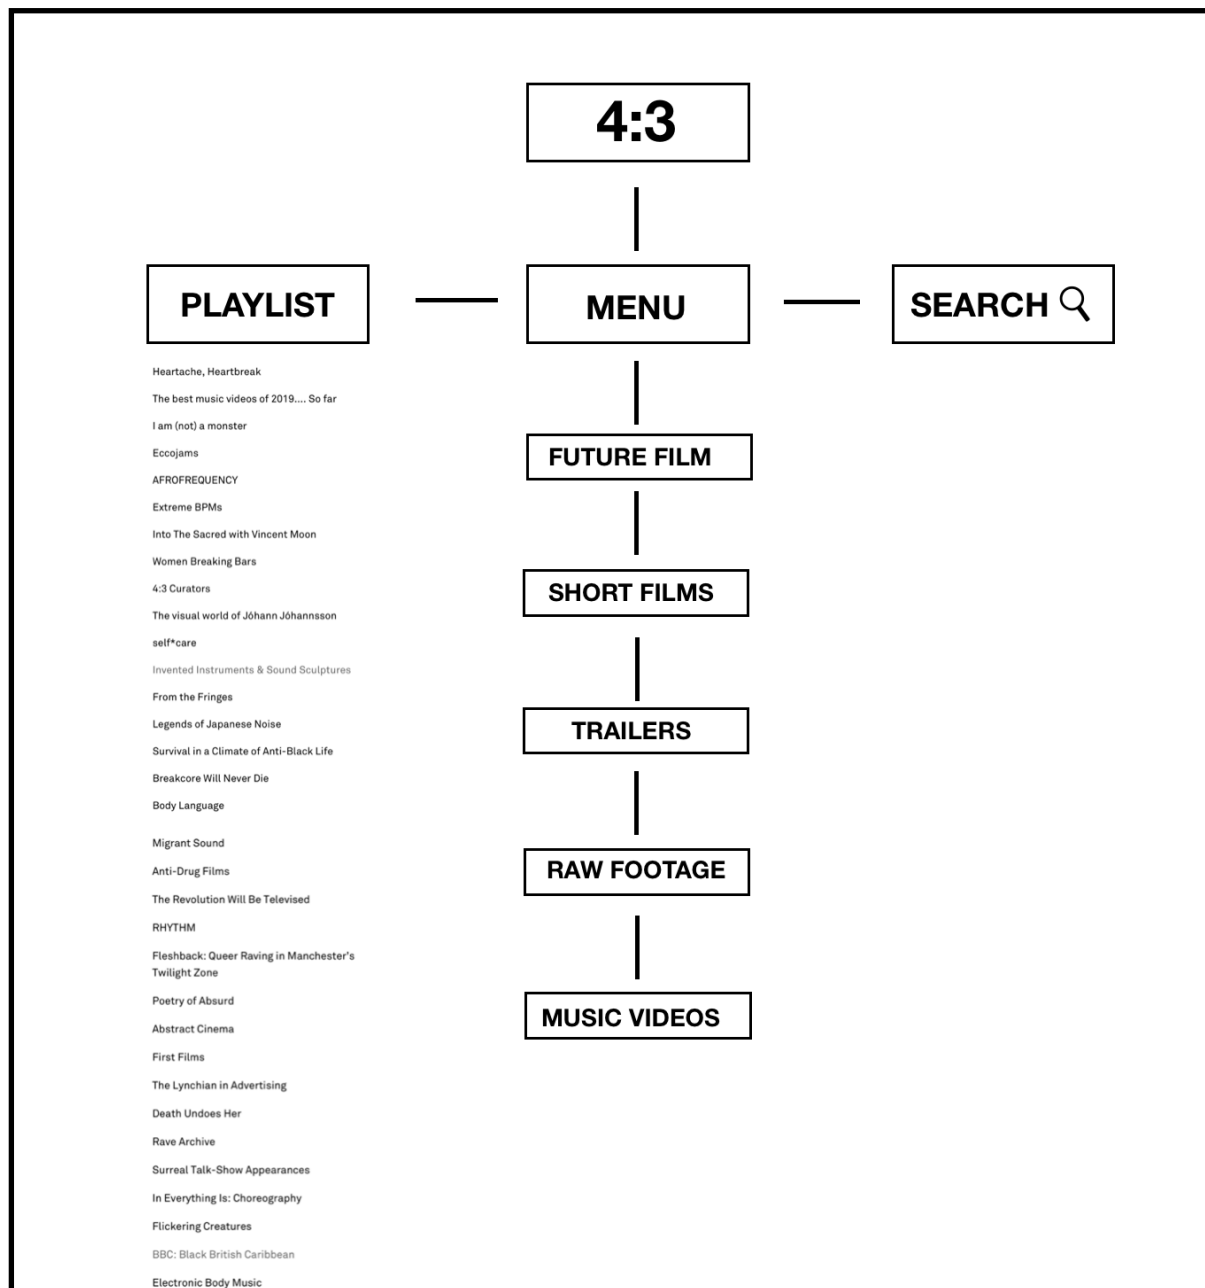 4:3
PLAYLIST
MENU
SEARCH
Heartache, Heartbreak
The best music videos of 2019.... So far
I am (not) a monster
Eccojams
AFROFREQUENCY
Extreme BPMs
Into The Sacred with Vincent Moon
Women Breaking Bars
4:3 Curators
The visual world of Jóhann Jóhannsson
self*care
Invented Instruments & Sound Sculptures
From the Fringes
Legends of Japanese Noise
Survival in a Climate of Anti-Black Life
Breakcore Will Never Die
Body Language
Migrant Sound
Anti-Drug Films
The Revolution Will Be Televised
RHYTHM
Fleshback: Queer Raving in Manchester's
Twilight Zone
Poetry of Absurd
Abstract Cinema
First Films
The Lynchian in Advertising
Death Undoes Her
Rave Archive
Surreal Talk-Show Appearances
In Everything Is: Choreography
Flickering Creatures
BBC: Black British Caribbean
Electronic Body Music
FUTURE FILM
SHORT FILMS
TRAILERS
RAW FOOTAGE
MUSIC VIDEOS